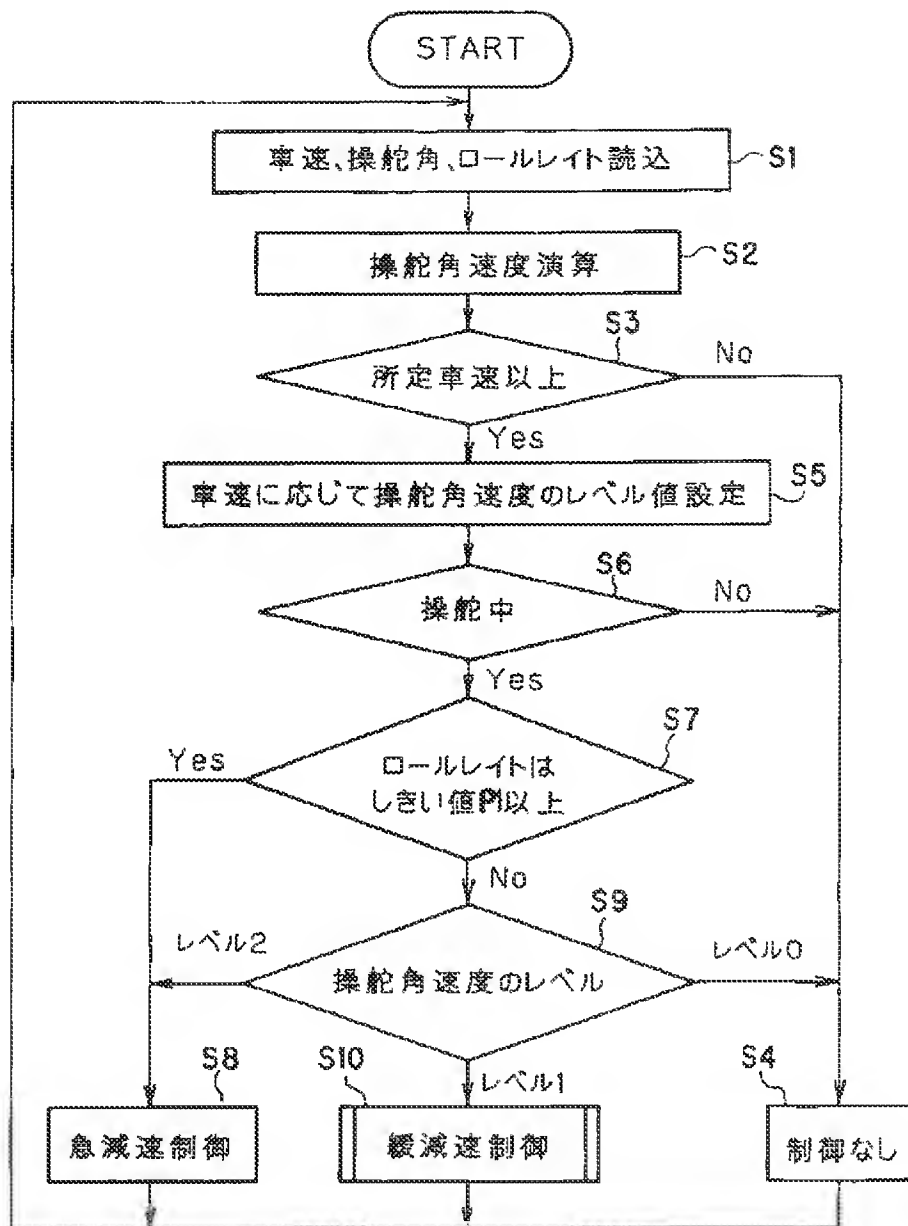 START
車速、操舵角、ロールレイト読込
S1
操舵角速度演算
S2
S3
所定車速以上
No
Yes
車速に応じて操舵角速度のレベル値設定
S5
S6
操舵中
No
Yes
S7
Yes
ロールレイトは
しきい値以上
No
S9
レベル2
操舵角速度のレベル
レベル0
S8
S10
レベル1
S4
急減速制御
緩減速制御
制御なし